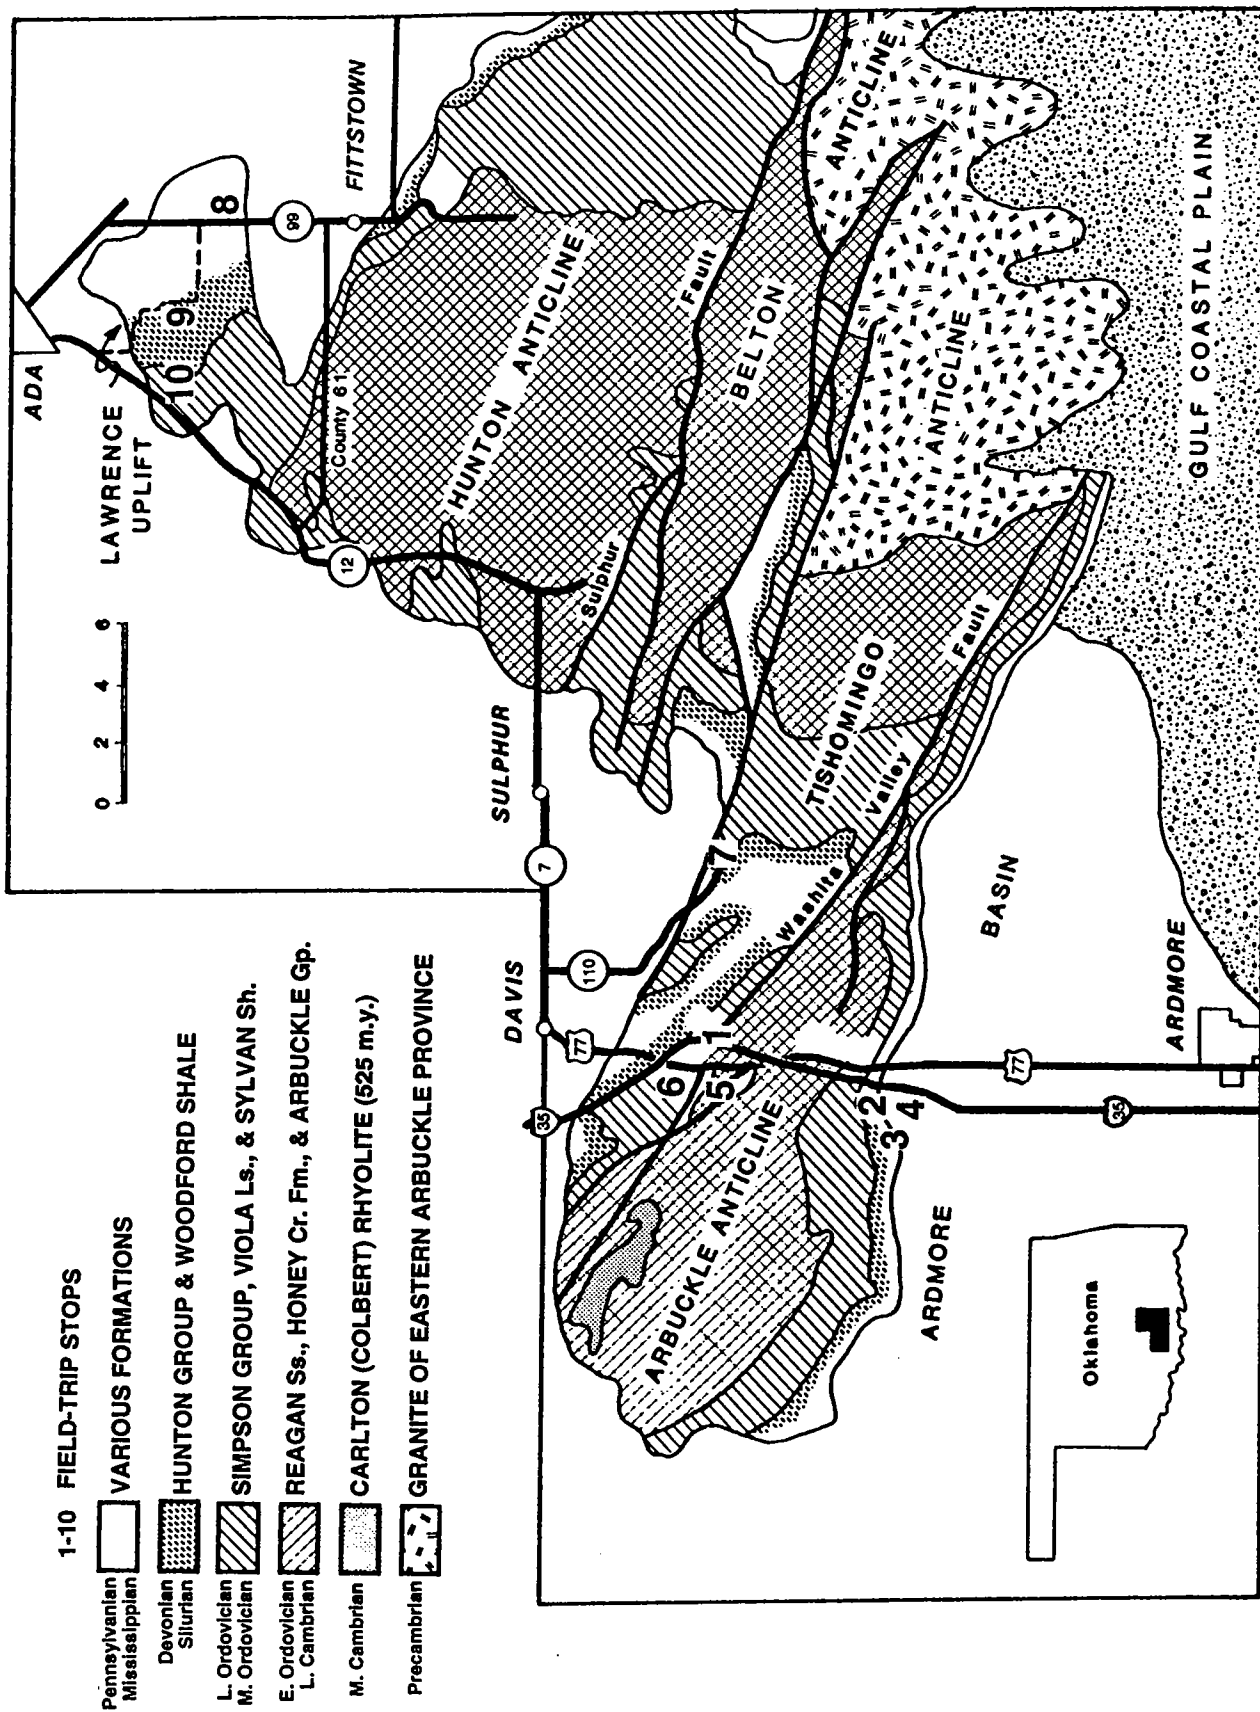 1-10 FIELD-TRIP STOPS
Pennsylvanian
Mississippian
VARIOUS FORMATIONS
Devonian
Silurian
HUNTON GROUP & WOODFORD SHALE
L. Ordovician
M. Ordovician
SIMPSON GROUP, VIOLA Ls., & SYLVAN Sh.
E. Ordovician
L. Cambrian
REAGAN Ss., HONEY Cr. Fm., & ARBUCKLE Gp.
M. Cambrian
CARLTON (COLBERT) RHYOLITE (525 m.y.)
Precambrian
GRANITE OF EASTERN ARBUCKLE PROVINCE
0 2 4 6
ADA
LAWRENCE
UPLIFT
10
9
8
99
FITTSTOWN
County 61
12
HUNTON ANTICLINE
SULPHUR
7
Sulphur
Fault
BELTON
ANTICLINE
DAVIS
77
110
7
35
6
1
5
Washita
Valley
Fault
TISHOMINGO
ANTICLINE
ARBUCKLE ANTICLINE
2
3
4
ARDMORE
BASIN
77
35
ARDMORE
GULF COASTAL PLAIN
Oklahoma